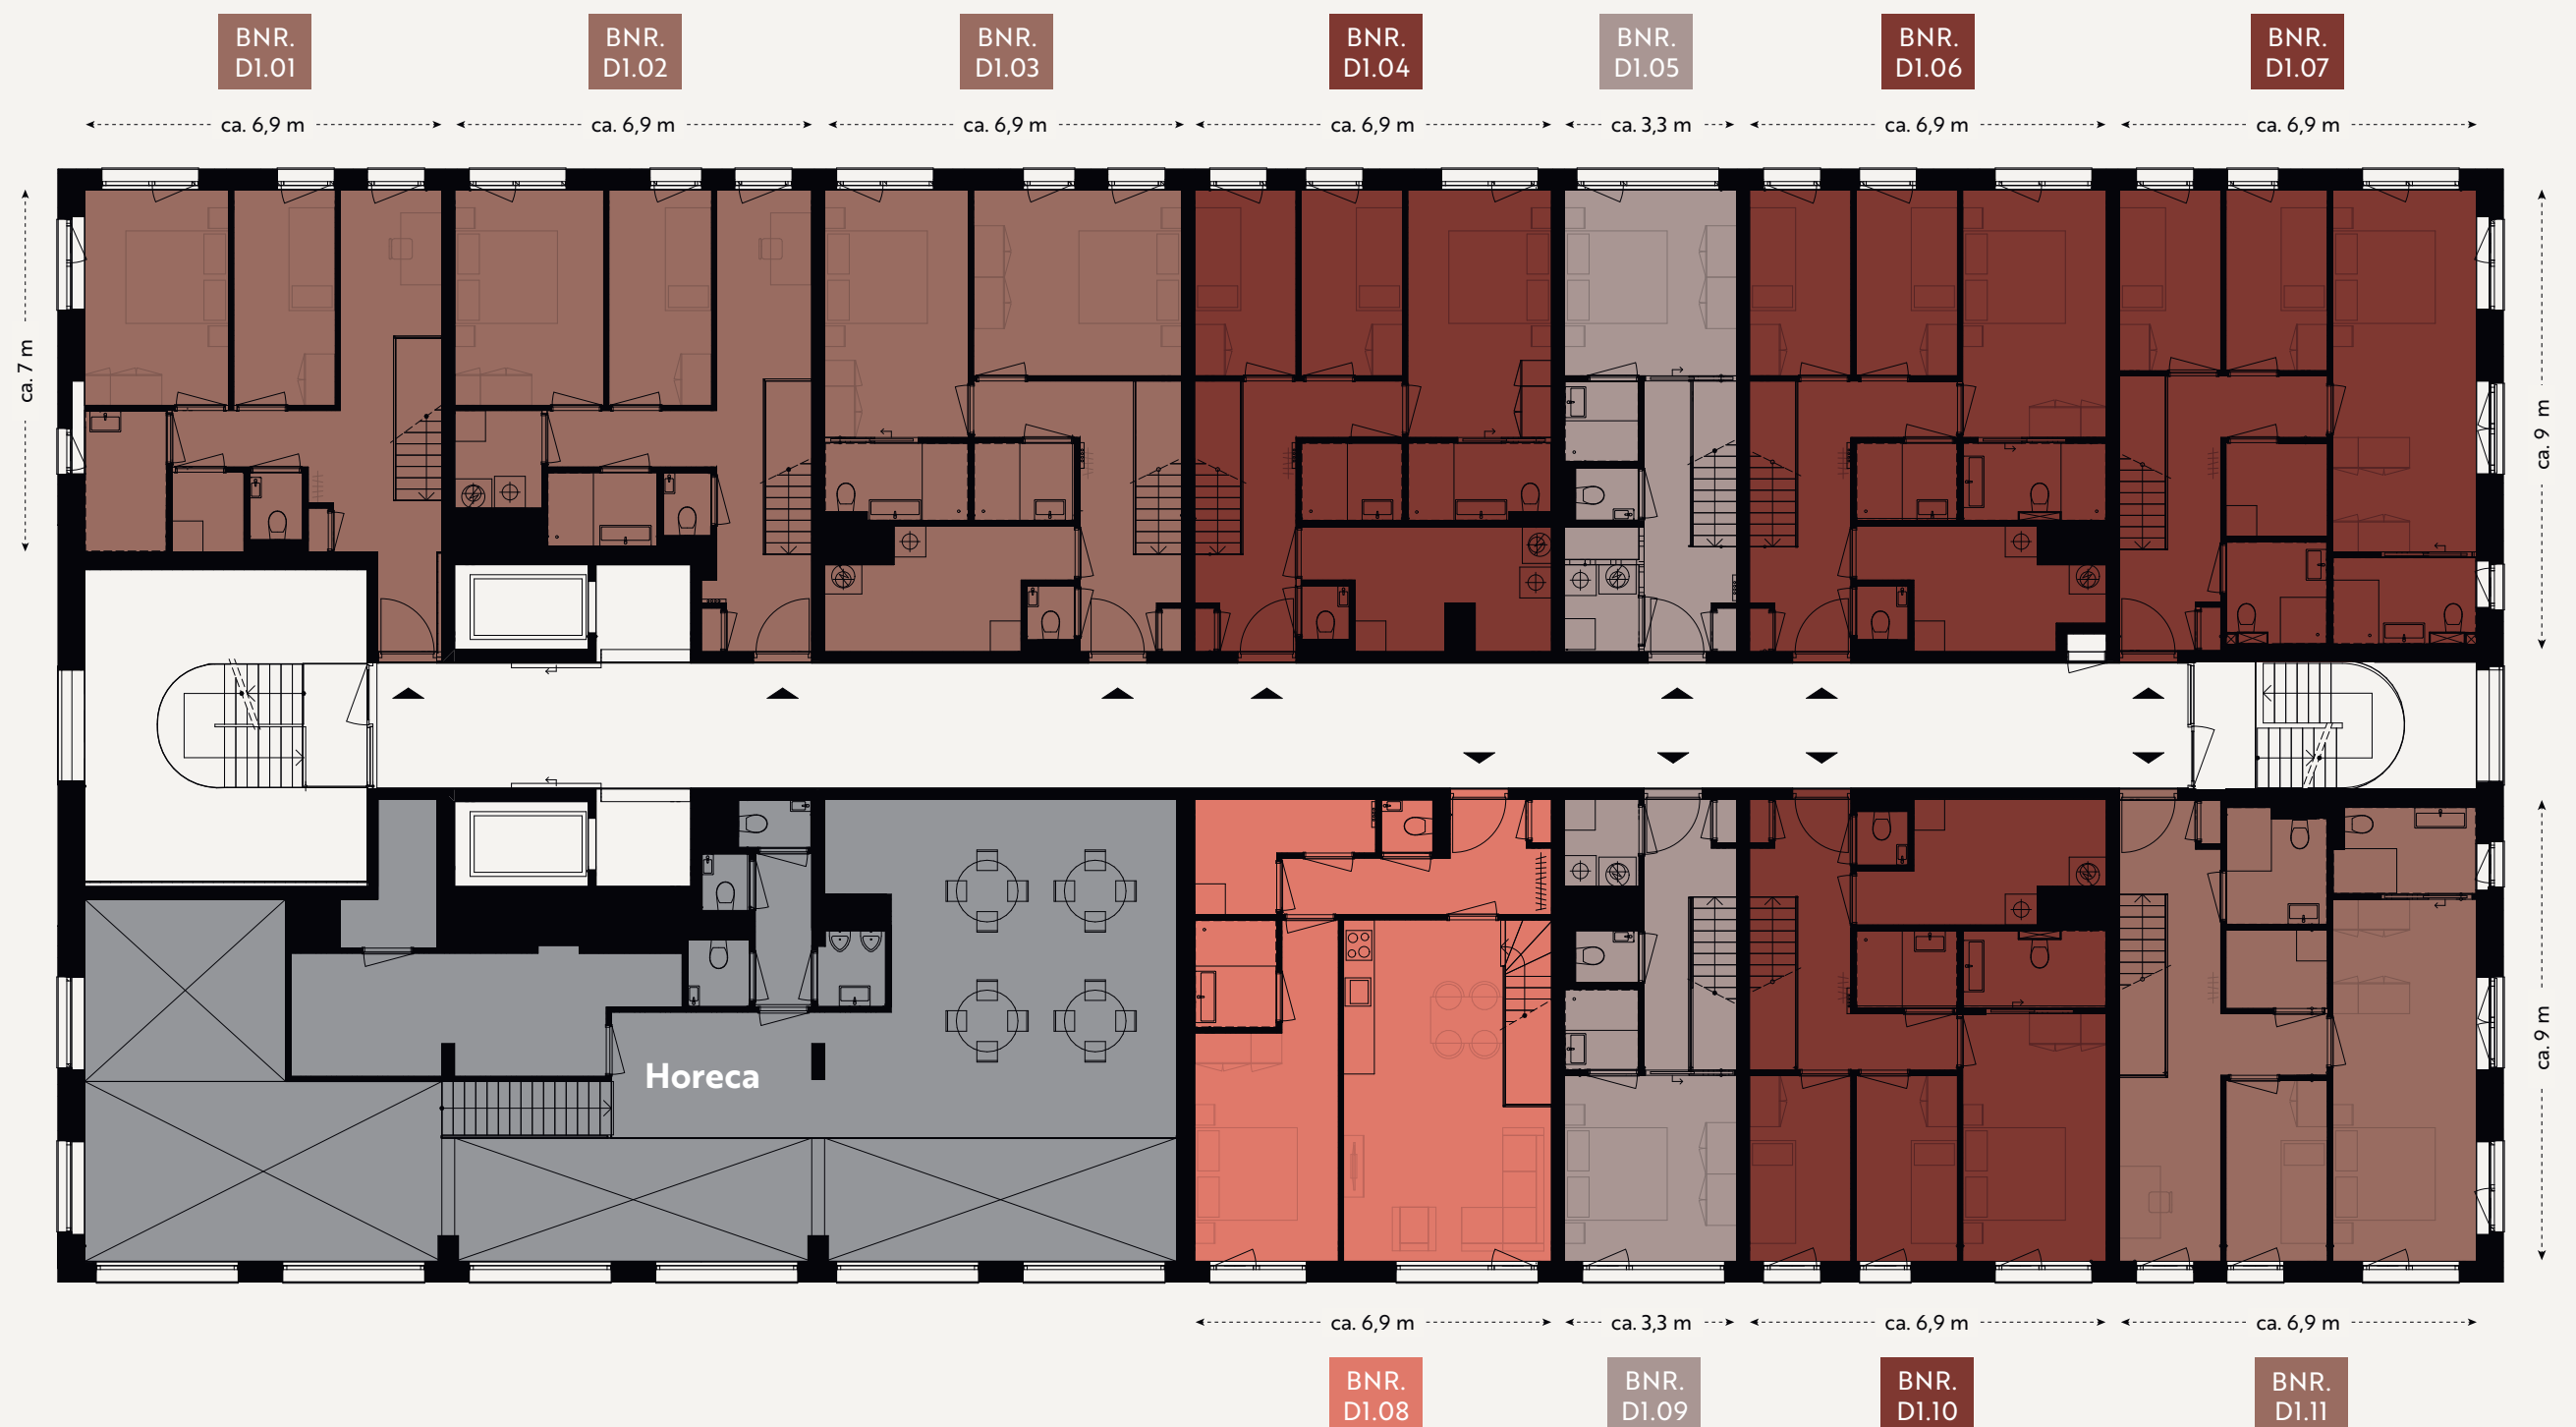 BNR.
D1.01
BNR.
D1.02
BNR.
D1.03
BNR.
D1.04
BNR.
D1.05
BNR.
D1.06
BNR.
D1.07
ca. 6,9 m
ca. 6,9 m
ca. 6,9 m
ca. 6,9 m
ca. 3,3 m
ca. 6,9 m
ca. 6,9 m
ca. 7 m
ca. 9 m
Horeca
ca. 9 m
ca. 6,9 m
ca. 3,3 m
ca. 6,9 m
ca. 6,9 m
BNR.
D1.08
BNR.
D1.09
BNR.
D1.10
BNR.
D1.11